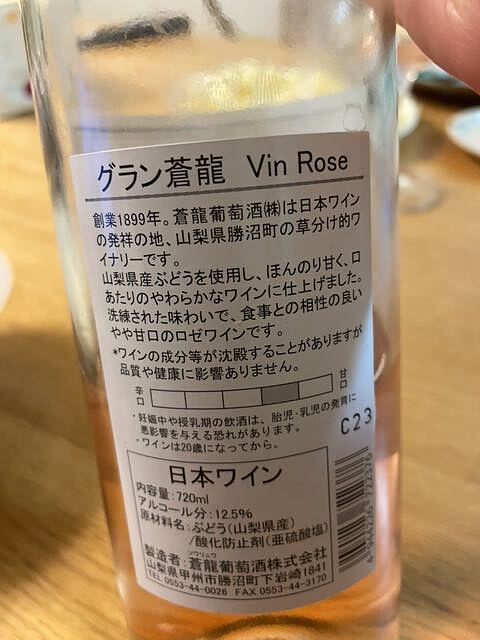 グラン蒼龍 Vin Rose
創業1899年。蒼龍葡萄酒㈱は日本ワイン
の発祥の地、山梨県勝沼町の草分け的ワ
イナリーです。
山梨県産ぶどうを使用し、ほんのり甘く、口
あたりのやわらかなワインに仕上げました。
洗練された味わいで、食事との相性の良い
やや甘口のロゼワインです。
*ワインの成分等が沈殿することがありますが
品質や健康に影響ありません。
辛口 甘口
・妊娠中や授乳期の飲酒は、胎児・乳児の発育に
悪影響を与える恐れがあります。
・ワインは20歳になってから。
C23
日本ワイン
内容量:720ml
アルコール分:12.5%
原材料名:ぶどう(山梨県産)
/酸化防止剤(亜硫酸塩)
ソウリュウ
製造者:蒼龍葡萄酒株式会社
山梨県甲州市勝沼町下岩崎1841
TEL 0553-44-0026 FAX 0553-44-3170